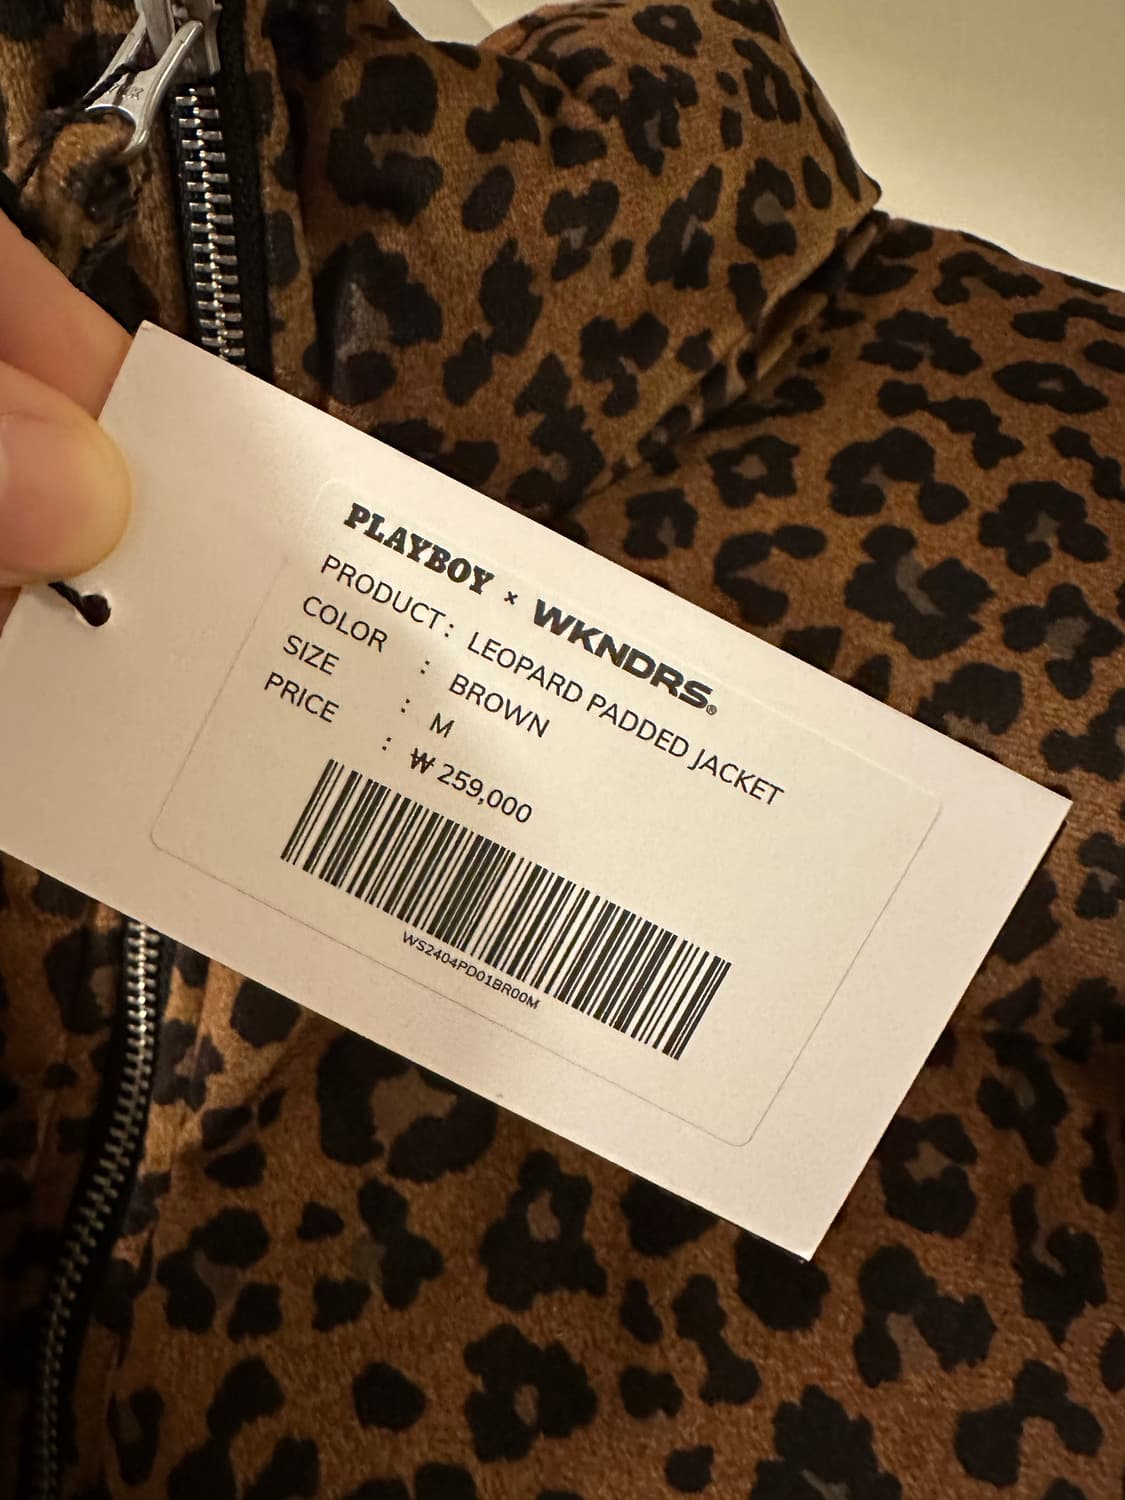 PLAYBOY × WKNDRS®
PRODUCT : LEOPARD PADDED JACKET
COLOR : BROWN
SIZE : M
PRICE : ₩ 259,000
WS2404PD01BR00M